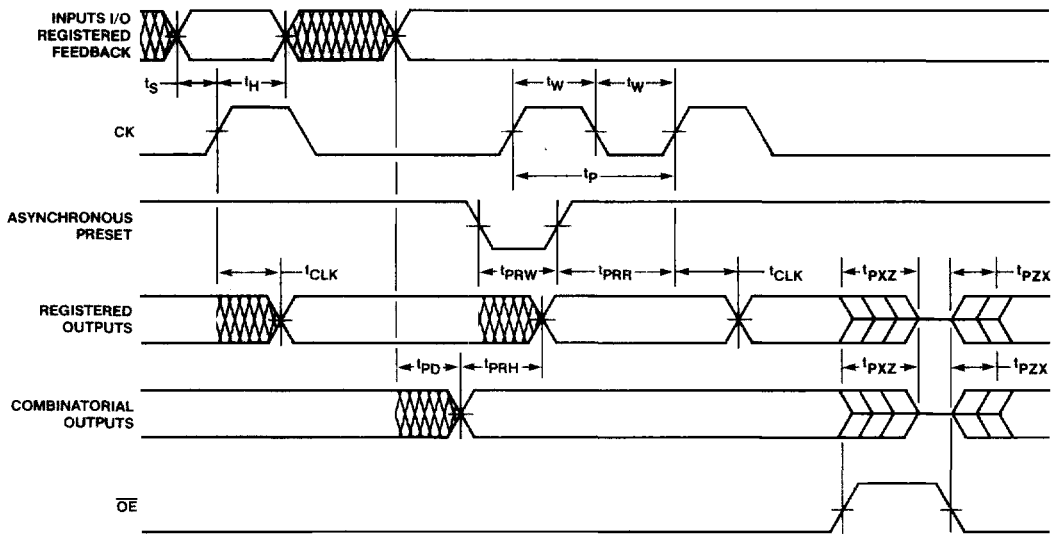 INPUTS I/O
REGISTERED
FEEDBACK
tS
tH
tW
tW
CK
tP
ASYNCHRONOUS
PRESET
tCLK
tPRW
tPRR
tCLK
tPXZ
tPZX
REGISTERED
OUTPUTS
tPD
tPRH
tPXZ
tPZX
COMBINATORIAL
OUTPUTS
OE